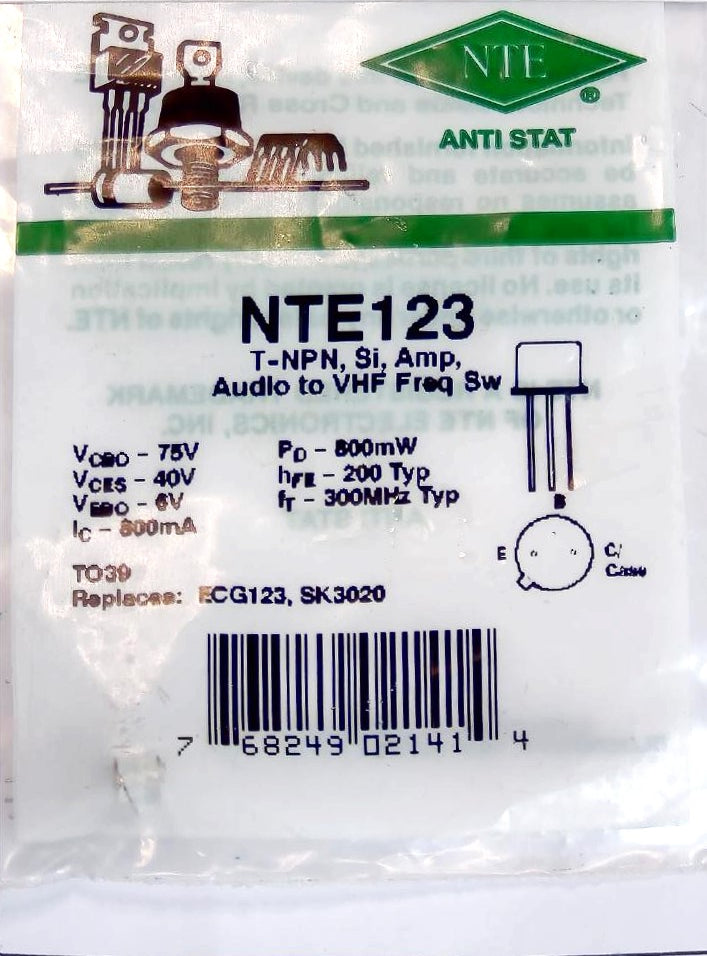 NTE
®
ANTI STAT
NTE123
T-NPN, Si, Amp,
Audio to VHF Freq Sw
VCBO – 75V
VCES – 40V
VEBO – 6V
IC – 800mA
PD – 800mW
hFE – 200 Typ
fT – 300MHz Typ
TO39
Replaces: ECG123, SK3020
B
E
C/
Case
7 68249 02141 4